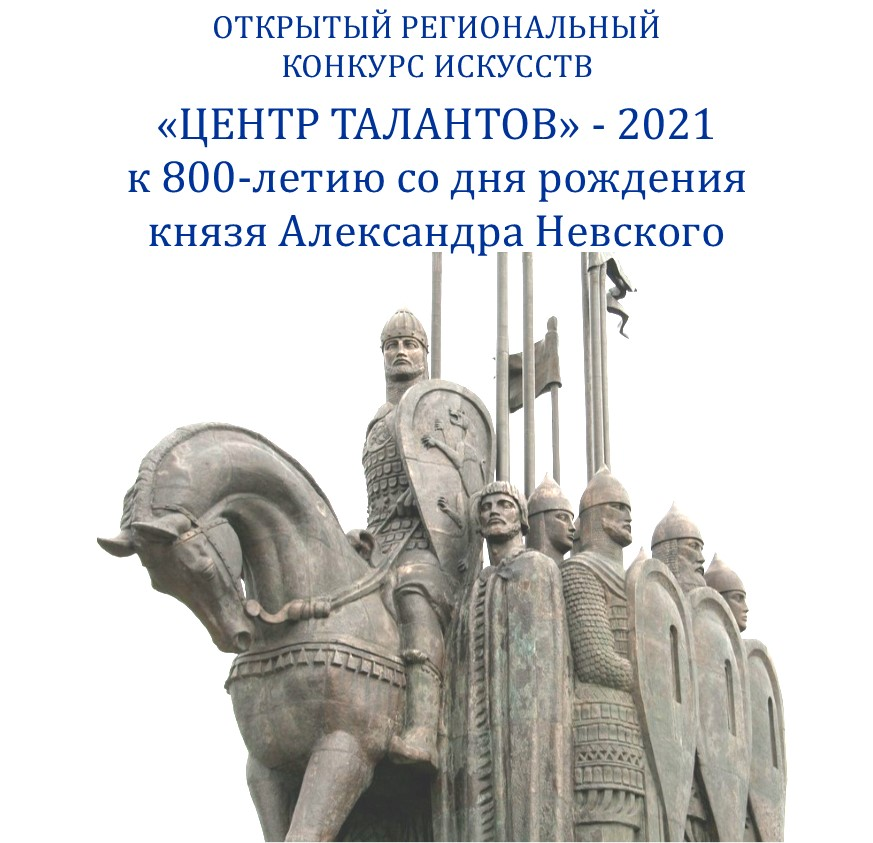 ОТКРЫТЫЙ РЕГИОНАЛЬНЫЙ
КОНКУРС ИСКУССТВ
«ЦЕНТР ТАЛАНТОВ» - 2021
к 800-летию со дня рождения
князя Александра Невского